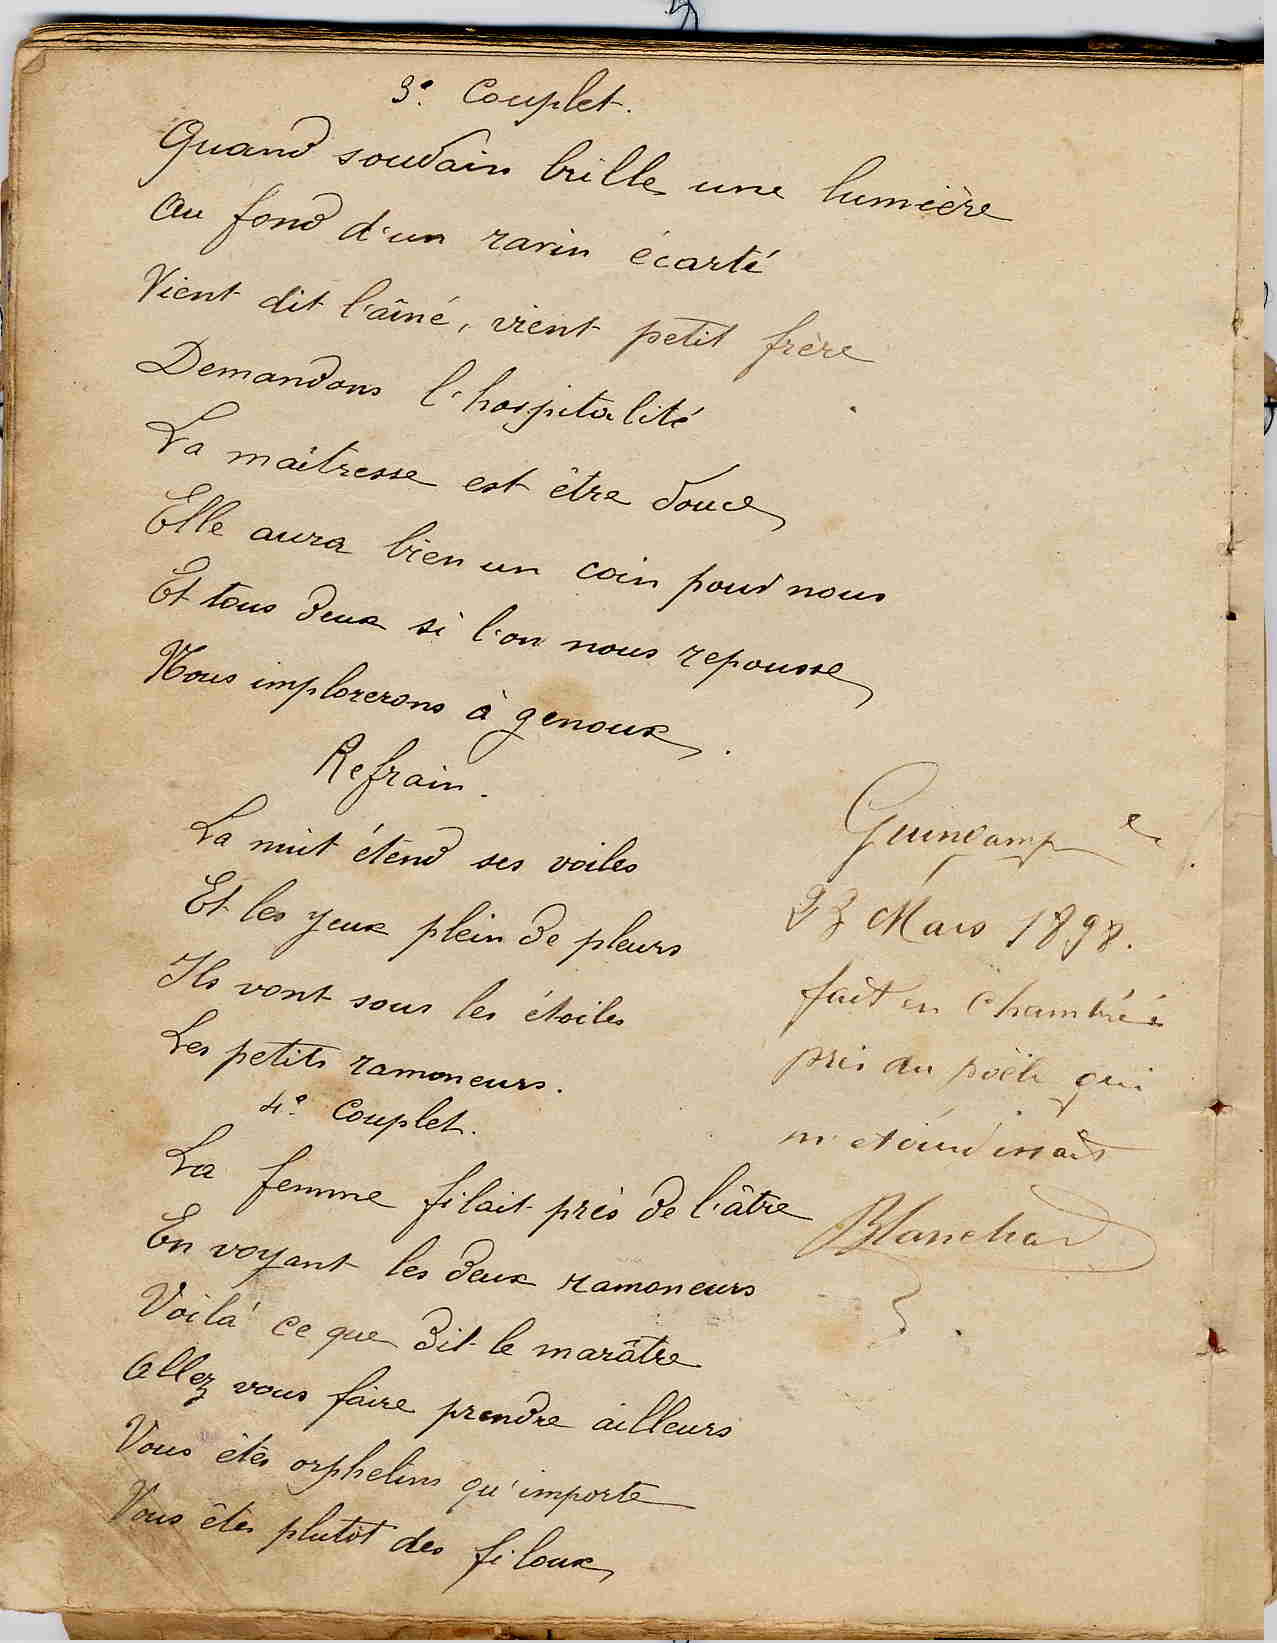 3e. Couplet.
Quand soudain brille une lumière
Au fond d'un ravin écarté
Vient dit l'aîné, vient petit frère
Demandons l'hospitalité
La maîtresse est être douce
Elle aura bien un coin pour nous
Et tous deux si l'on nous repousse
Nous implorerons à genoux.
Refrain.
La nuit étend ses voiles
Et les yeux plein de pleurs
Ils vont sous les étoiles
Les petits ramoneurs.
4e. Couplet.
La femme filait près de l'âtre
En voyant les deux ramoneurs
Voilà ce que dit le marâtre
Allez vous faire prendre ailleurs
Vous êtes orphelins qu'importe
Vous êtes plutôt des filoux
Guingamp le
23 Mars 1898.
fait en chambrée
près du poële qui
m'étourdissait
Blanchard